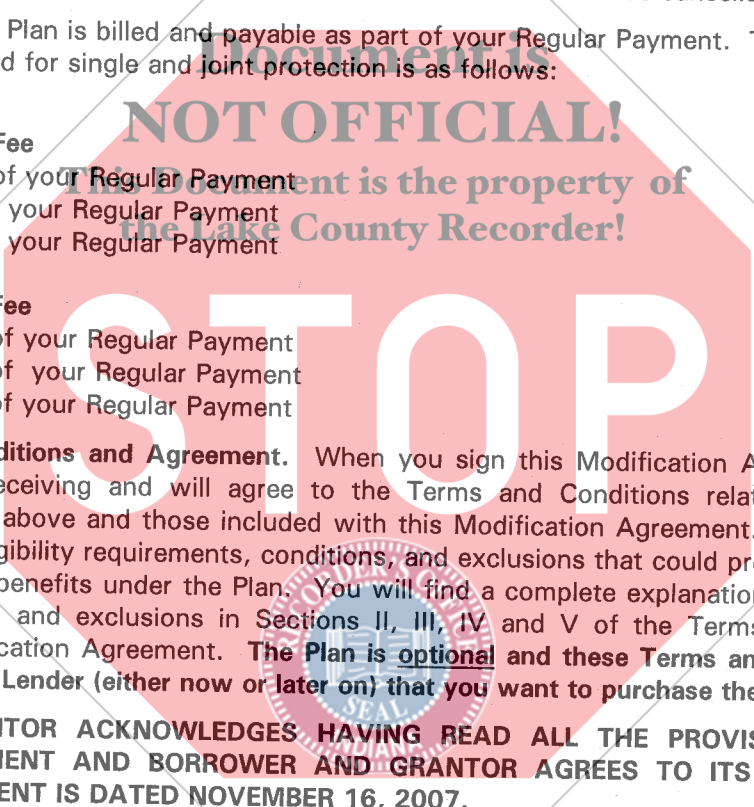 Plan is billed and payable as part of your Regular Payment.
d for single and joint protection is as follows:
Document is
NOT OFFICIAL!
This Document is the property of
the Lake County Recorder!
Fee
of your Regular Payment
your Regular Payment
your Regular Payment
Fee
of your Regular Payment
of your Regular Payment
of your Regular Payment
STOP
ditions and Agreement. When you sign this Modification A
eceiving and will agree to the Terms and Conditions relat
above and those included with this Modification Agreement.
gibility requirements, conditions, and exclusions that could pr
benefits under the Plan. You will find a complete explanation
and exclusions in Sections II, III, IV and V of the Terms
cation Agreement. The Plan is optional and these Terms an
Lender (either now or later on) that you want to purchase the
RECORDER'S OFFICE
SEAL
INDIANA
TOR ACKNOWLEDGES HAVING READ ALL THE PROVIS
MENT AND BORROWER AND GRANTOR AGREES TO ITS
ENT IS DATED NOVEMBER 16, 2007.